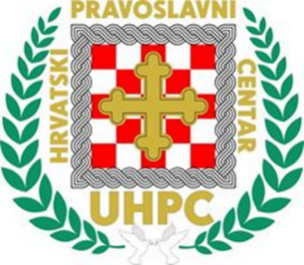 HRVATSKI
PRAVOSLAVNI
CENTAR
UHPC